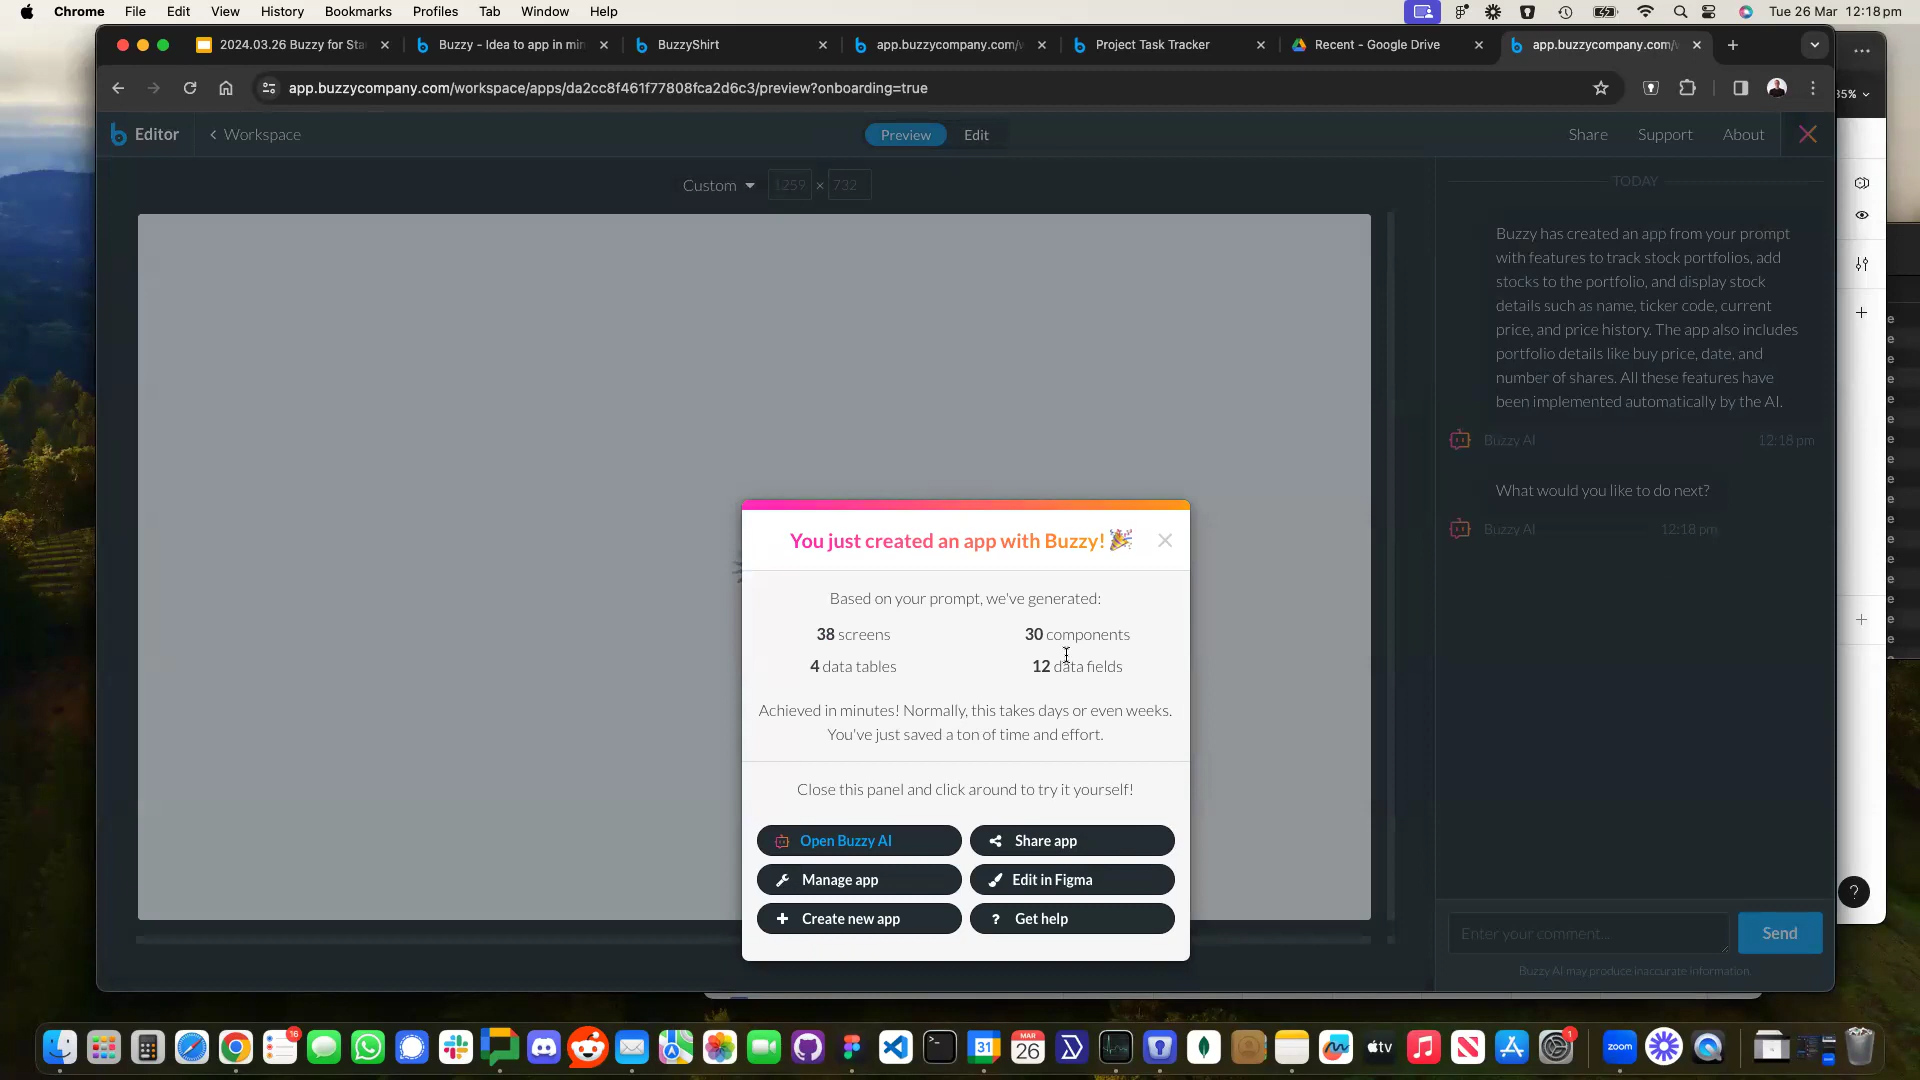 Chrome File Edit View History Bookmarks Profiles Tab Window Help Tue 26 Mar 12:18 pm
2024.03.26 Buzzy for Sta Buzzy - Idea to app in min BuzzyShirt app.buzzycompany.com/ Project Task Tracker Recent - Google Drive app.buzzycompany.com/
app.buzzycompany.com/workspace/apps/da2cc8f461f77808fca2d6c3/preview?onboarding=true
Editor Workspace Preview Edit Share Support About
Custom 1259 × 732
TODAY
Buzzy has created an app from your prompt
with features to track stock portfolios, add
stocks to the portfolio, and display stock
details such as name, ticker code, current
price, and price history. The app also includes
portfolio details like buy price, date, and
number of shares. All these features have
been implemented automatically by the AI.
Buzzy AI 12:18 pm
What would you like to do next?
Buzzy AI 12:18 pm
You just created an app with Buzzy! 🎉
Based on your prompt, we've generated:
38 screens 30 components
4 data tables 12 data fields
Achieved in minutes! Normally, this takes days or even weeks.
You've just saved a ton of time and effort.
Close this panel and click around to try it yourself!
Open Buzzy AI Share app
Manage app Edit in Figma
Create new app ? Get help
Enter your comment... Send
Buzzy AI may produce inaccurate information.
?
16 31 MAR 26 tv zoom 1